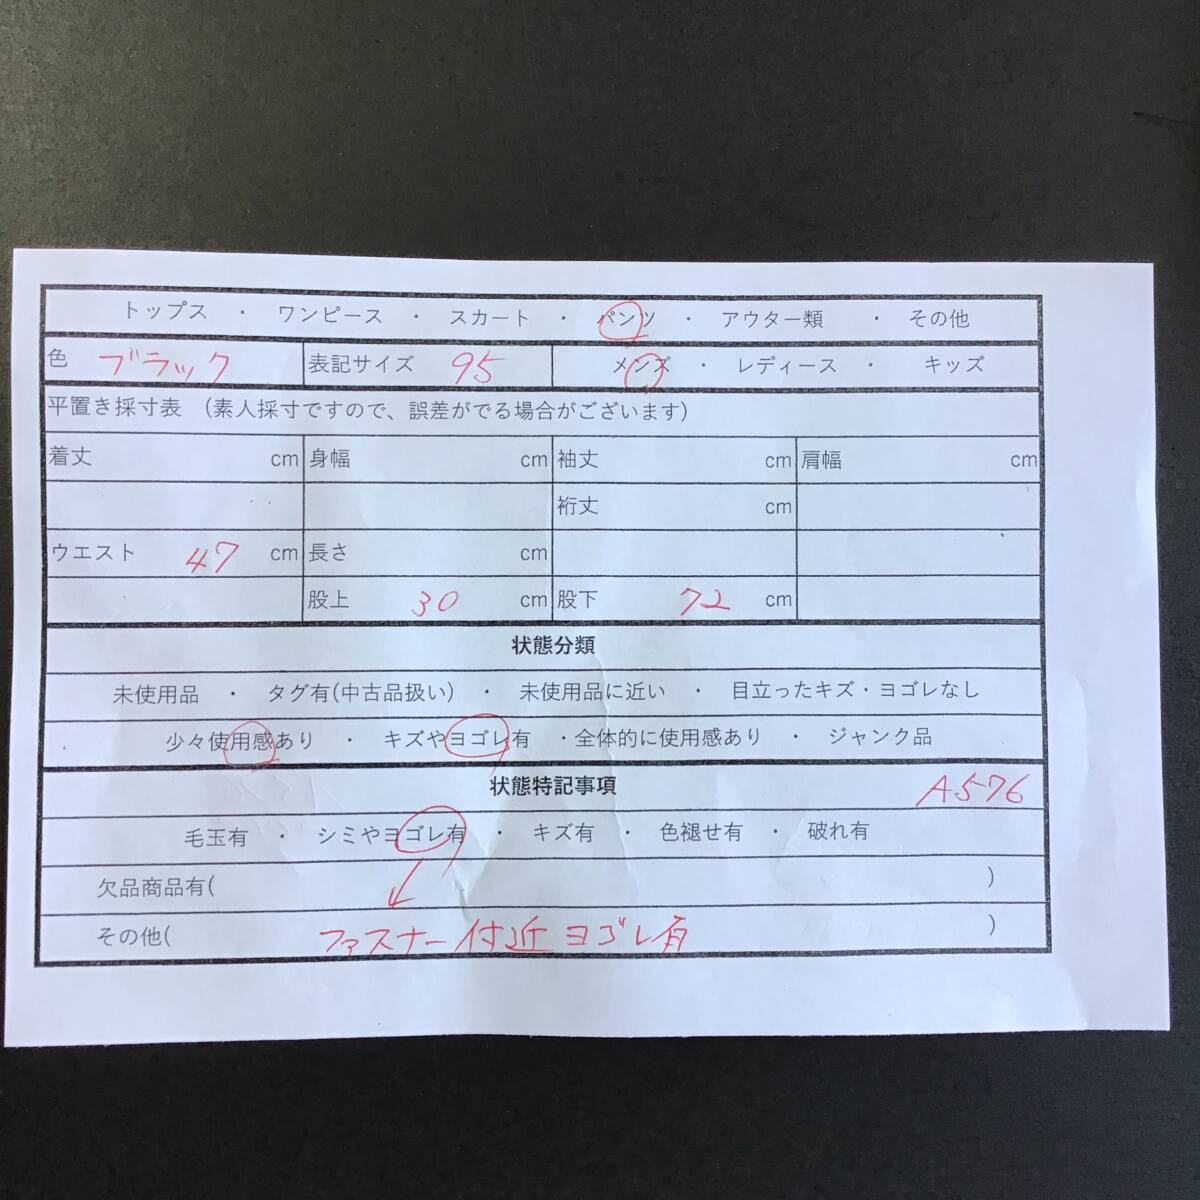 トップス ・ ワンピース ・ スカート ・ パンツ ・ アウター類 ・ その他
色 ブラック 表記サイズ 95 メンズ ・ レディース ・ キッズ
平置き採寸表 (素人採寸ですので、誤差がでる場合がございます)
着丈 cm 身幅 cm 袖丈 cm 肩幅 cm
裄丈 cm
ウエスト 47 cm 長さ cm
股上 30 cm 股下 72 cm
状態分類
未使用品 ・ タグ有(中古品扱い) ・ 未使用品に近い ・ 目立ったキズ・ヨゴレなし
少々使用感あり ・ キズやヨゴレ有 ・全体的に使用感あり ・ ジャンク品
状態特記事項 A576
毛玉有 ・ シミやヨゴレ有 ・ キズ有 ・ 色褪せ有 ・ 破れ有
欠品商品有( )
その他( ファスナー付近ヨゴレ有 )